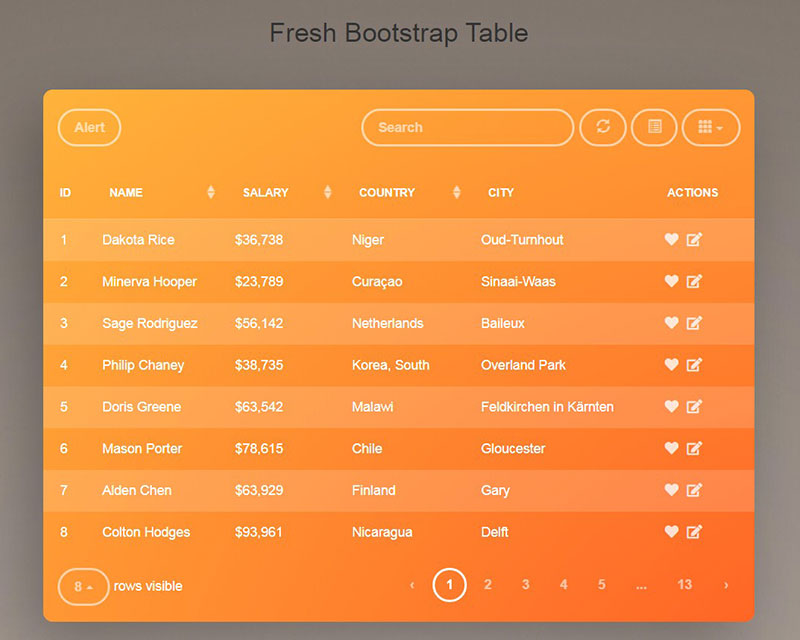 Fresh Bootstrap Table
Alert Search
ID NAME SALARY COUNTRY CITY ACTIONS
1 Dakota Rice $36,738 Niger Oud-Turnhout
2 Minerva Hooper $23,789 Curaçao Sinaai-Waas
3 Sage Rodriguez $56,142 Netherlands Baileux
4 Philip Chaney $38,735 Korea, South Overland Park
5 Doris Greene $63,542 Malawi Feldkirchen in Kärnten
6 Mason Porter $78,615 Chile Gloucester
7 Alden Chen $63,929 Finland Gary
8 Colton Hodges $93,961 Nicaragua Delft
8 rows visible ‹ 1 2 3 4 5 ... 13 ›